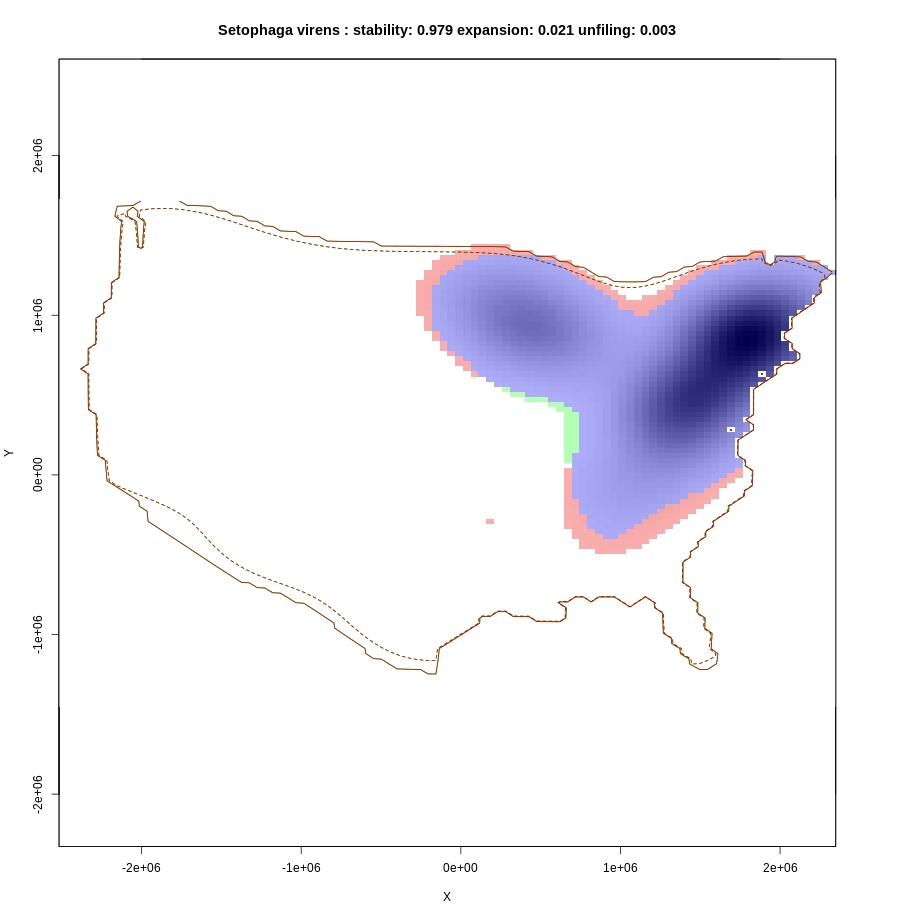 Setophaga virens : stability: 0.979 expansion: 0.021 unfiling: 0.003
2e+06
1e+06
0e+00
-1e+06
-2e+06
Y
-2e+06 -1e+06 0e+00 1e+06 2e+06
X